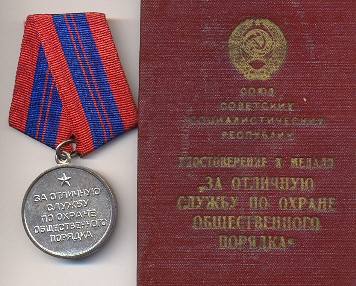 ЗА ОТЛИЧНУЮ
СЛУЖБУ
ПО ОХРАНЕ
ОБЩЕСТВЕННОГО
ПОРЯДКА
СОЮЗ
СОВЕТСКИХ
СОЦИАЛИСТИЧЕСКИХ
РЕСПУБЛИК
УДОСТОВЕРЕНИЕ К МЕДАЛИ
„ЗА ОТЛИЧНУЮ
СЛУЖБУ ПО ОХРАНЕ
ОБЩЕСТВЕННОГО
ПОРЯДКА“